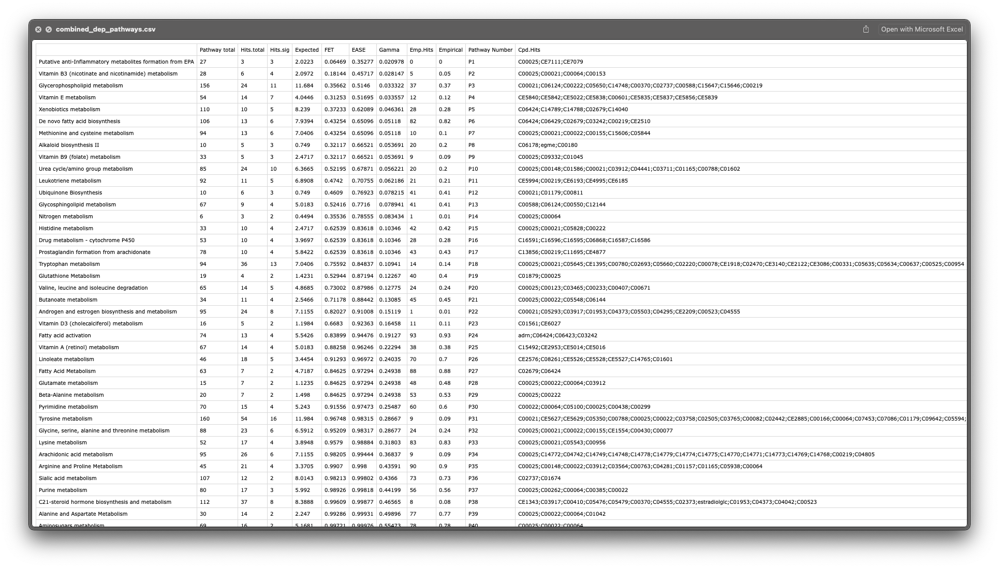 combined_dep_pathways.csv Open with Microsoft Excel
Pathway total Hits.total Hits.sig Expected FET EASE Gamma Emp.Hits Empirical Pathway Number Cpd.Hits
Putative anti-Inflammatory metabolites formation from EPA 27 3 3 2.0223 0.06469 0.35277 0.020978 0 0 P1 C00025;CE7111;CE7079
Vitamin B3 (nicotinate and nicotinamide) metabolism 28 6 4 2.0972 0.18144 0.45717 0.028147 5 0.05 P2 C00025;C00021;C00064;C00153
Glycerophospholipid metabolism 156 24 11 11.684 0.35662 0.5146 0.033322 37 0.37 P3 C00021;C06124;C00222;C05650;C14748;C00370;C02737;C00588;C15647;C15646;C00219
Vitamin E metabolism 54 14 7 4.0446 0.31253 0.51695 0.033557 12 0.12 P4 CE5840;CE5842;CE5022;CE5838;C00601;CE5835;CE5837;CE5856;CE5839
Xenobiotics metabolism 110 10 5 8.239 0.37233 0.62089 0.046361 28 0.28 P5 C06424;C14789;C14788;C02679;C14040
De novo fatty acid biosynthesis 106 13 6 7.9394 0.43254 0.65096 0.05118 82 0.82 P6 C06424;C06429;C02679;C03242;C00219;CE2510
Methionine and cysteine metabolism 94 13 6 7.0406 0.43254 0.65096 0.05118 10 0.1 P7 C00025;C00021;C00022;C00155;C15606;C05844
Alkaloid biosynthesis II 10 5 3 0.749 0.32117 0.66521 0.053691 20 0.2 P8 C06178;egme;C00180
Vitamin B9 (folate) metabolism 33 5 3 2.4717 0.32117 0.66521 0.053691 9 0.09 P9 C00025;C09332;C01045
Urea cycle/amino group metabolism 85 24 10 6.3665 0.52195 0.67871 0.056221 20 0.2 P10 C00025;C00148;C01586;C00021;C03912;C04441;C03711;C01165;C00788;C01602
Leukotriene metabolism 92 11 5 6.8908 0.4742 0.70755 0.062186 21 0.21 P11 CE5994;C00219;CE6193;CE4995;CE6185
Ubiquinone Biosynthesis 10 6 3 0.749 0.4609 0.76923 0.078215 41 0.41 P12 C00021;C01179;C00811
Glycosphingolipid metabolism 67 9 4 5.0183 0.52416 0.7716 0.078941 41 0.41 P13 C00588;C06124;C00550;C12144
Nitrogen metabolism 6 3 2 0.4494 0.35536 0.78555 0.083434 1 0.01 P14 C00025;C00064
Histidine metabolism 33 10 4 2.4717 0.62539 0.83618 0.10346 42 0.42 P15 C00025;C00021;C05828;C00222
Drug metabolism - cytochrome P450 53 10 4 3.9697 0.62539 0.83618 0.10346 28 0.28 P16 C16591;C16596;C16595;C06868;C16587;C16586
Prostaglandin formation from arachidonate 78 10 4 5.8422 0.62539 0.83618 0.10346 43 0.43 P17 C13856;C00219;C11695;CE4877
Tryptophan metabolism 94 36 13 7.0406 0.75592 0.84837 0.10941 14 0.14 P18 C00025;C00021;C05645;CE1395;C00780;C02693;C05660;C02220;C00078;CE1918;C02470;CE3140;CE2122;CE3086;C00331;C05635;C05634;C00637;C00525;C00954
Glutathione Metabolism 19 4 2 1.4231 0.52944 0.87194 0.12267 40 0.4 P19 C01879;C00025
Valine, leucine and isoleucine degradation 65 14 5 4.8685 0.73002 0.87986 0.12775 24 0.24 P20 C00025;C00123;C03465;C00233;C00407;C00671
Butanoate metabolism 34 11 4 2.5466 0.71178 0.88442 0.13085 45 0.45 P21 C00025;C00022;C05548;C06144
Androgen and estrogen biosynthesis and metabolism 95 24 8 7.1155 0.82027 0.91008 0.15119 1 0.01 P22 C00021;C05293;C03917;C01953;C04373;C05503;C04295;CE2209;C00523;C04555
Vitamin D3 (cholecalciferol) metabolism 16 5 2 1.1984 0.6683 0.92363 0.16458 11 0.11 P23 C01561;CE6027
Fatty acid activation 74 13 4 5.5426 0.83899 0.94476 0.19127 93 0.93 P24 adrn;C06424;C06423;C03242
Vitamin A (retinol) metabolism 67 14 4 5.0183 0.88258 0.96246 0.22294 38 0.38 P25 C15492;CE2953;CE5014;CE5016
Linoleate metabolism 46 18 5 3.4454 0.91293 0.96972 0.24035 70 0.7 P26 CE2576;C08261;CE5526;CE5528;CE5527;C14765;C01601
Fatty Acid Metabolism 63 7 2 4.7187 0.84625 0.97294 0.24938 88 0.88 P27 C02679;C06424
Glutamate metabolism 15 7 2 1.1235 0.84625 0.97294 0.24938 48 0.48 P28 C00025;C00022;C00064;C03912
Beta-Alanine metabolism 20 7 2 1.498 0.84625 0.97294 0.24938 53 0.53 P29 C00025;C00222
Pyrimidine metabolism 70 15 4 5.243 0.91556 0.97473 0.25487 60 0.6 P30 C00022;C00064;C05100;C00025;C00438;C00299
Tyrosine metabolism 160 54 16 11.984 0.96748 0.98315 0.28667 9 0.09 P31 C00021;CE5627;CE5629;C05350;C00788;C00025;C00022;C03758;C02505;C03765;C00082;C02442;CE2885;C00166;C00064;C07453;C07086;C01179;C09642;C05594;
Glycine, serine, alanine and threonine metabolism 88 23 6 6.5912 0.95209 0.98317 0.28677 24 0.24 P32 C00025;C00021;C00022;C00155;CE1554;C00430;C00077
Lysine metabolism 52 17 4 3.8948 0.9579 0.98884 0.31803 83 0.83 P33 C00025;C00021;C05543;C00956
Arachidonic acid metabolism 95 26 6 7.1155 0.98205 0.99444 0.36837 9 0.09 P34 C00025;C14772;C04742;C14749;C14748;C14778;C14779;C14774;C14775;C14770;C14771;C14773;C14769;C14768;C00219;C04805
Arginine and Proline Metabolism 45 21 4 3.3705 0.9907 0.998 0.43591 90 0.9 P35 C00025;C00148;C00022;C03912;C03564;C00763;C04281;C01157;C01165;C05938;C00064
Sialic acid metabolism 107 12 2 8.0143 0.98213 0.99802 0.4366 73 0.73 P36 C02737;C01674
Purine metabolism 80 17 3 5.992 0.98926 0.99818 0.44199 56 0.56 P37 C00025;C00262;C00064;C00385;C00022
C21-steroid hormone biosynthesis and metabolism 112 37 8 8.3888 0.99609 0.99877 0.46565 8 0.08 P38 CE1343;C03917;C00410;C05476;C05479;C00370;C04555;C02373;estradiolglc;C01953;C04373;C04042;C00523
Alanine and Aspartate Metabolism 30 14 2 2.247 0.99286 0.99931 0.49896 77 0.77 P39 C00025;C00022;C00064;C01042
Aminosugars metabolism 69 16 2 5.1681 0.99721 0.99976 0.55473 78 0.78 P40 C00025;C00022;C00064